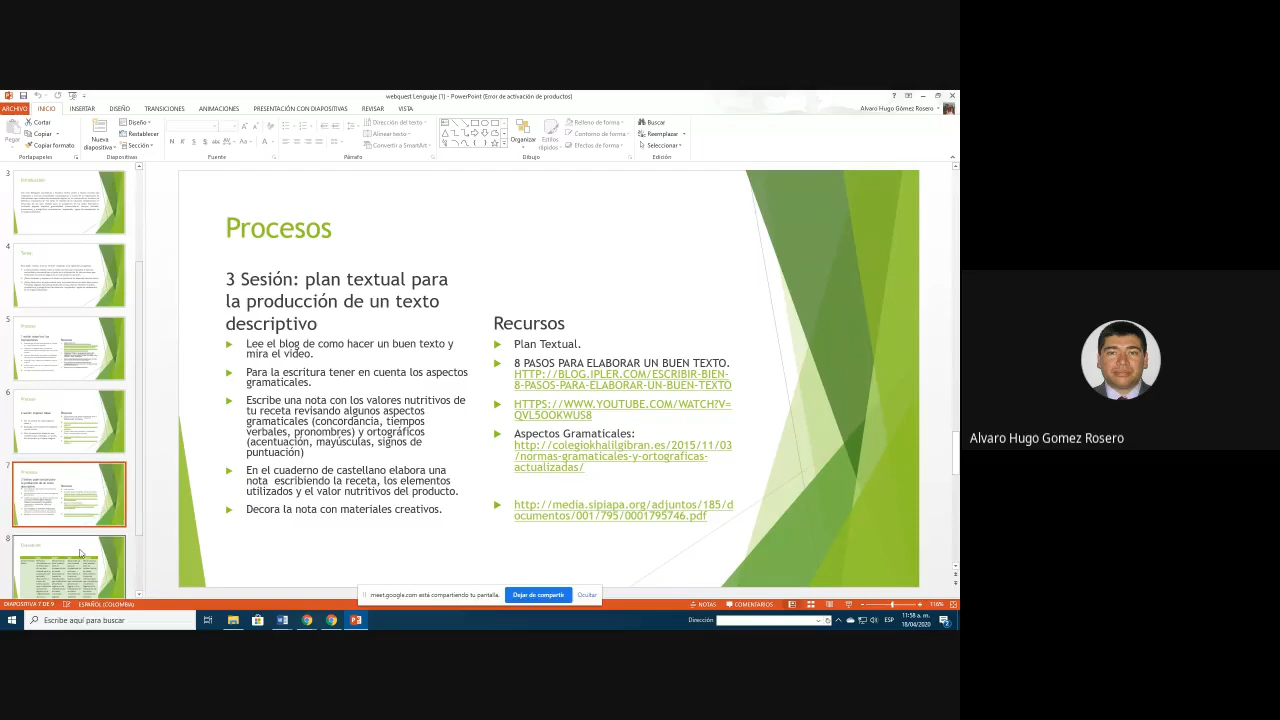 webquest Lenguaje (1) - PowerPoint (Error de activación de productos)
ARCHIVO INICIO INSERTAR DISEÑO TRANSICIONES ANIMACIONES PRESENTACIÓN CON DIAPOSITIVAS REVISAR VISTA
Alvaro Hugo Gómez Rosero
Pegar
Cortar
Copiar
Copiar formato
Portapapeles
Nueva
diapositiva
Diseño
Restablecer
Sección
Diapositivas
Fuente
Dirección del texto
Alinear texto
Convertir a SmartArt
Párrafo
Organizar
Estilos
rápidos
Relleno de forma
Contorno de forma
Efectos de forma
Dibujo
Buscar
Reemplazar
Seleccionar
Edición
3
Introducción
4
5
6
7
8
Procesos
3 Sesión: plan textual para
la producción de un texto
descriptivo
Lee el blog de como hacer un buen texto y
mira el video.
Para la escritura tener en cuenta los aspectos
gramaticales.
Escribe una nota con los valores nutritivos de
tu receta revisando algunos aspectos
gramaticales (concordancia, tiempos
verbales, pronombres) y ortográficos
(acentuación, mayúsculas, signos de
puntuación)
En el cuaderno de castellano elabora una
nota escribiendo la receta, los elementos
utilizados y el valor nutritivos del producto.
Decora la nota con materiales creativos.
Recursos
Plan Textual.
8 PASOS PARA ELABORAR UN BUEN TEXTO.
HTTP://BLOG.IPLER.COM/ESCRIBIR-BIEN-
8-PASOS-PARA-ELABORAR-UN-BUEN-TEXTO
HTTPS://WWW.YOUTUBE.COM/WATCH?V=
QVL5OOKWUS8
Aspectos Gramaticales:
http://colegiokhalilgibran.es/2015/11/03
/normas-gramaticales-y-ortograficas-
actualizadas/
http://media.sipiapa.org/adjuntos/185/d
ocumentos/001/795/0001795746.pdf
Alvaro Hugo Gomez Rosero
meet.google.com está compartiendo tu pantalla.
Dejar de compartir
Ocultar
DIAPOSITIVA 7 DE 9 ESPAÑOL (COLOMBIA)
NOTAS COMENTARIOS 116%
Escribe aquí para buscar
Dirección
ESP
11:58 a. m.
18/04/2020